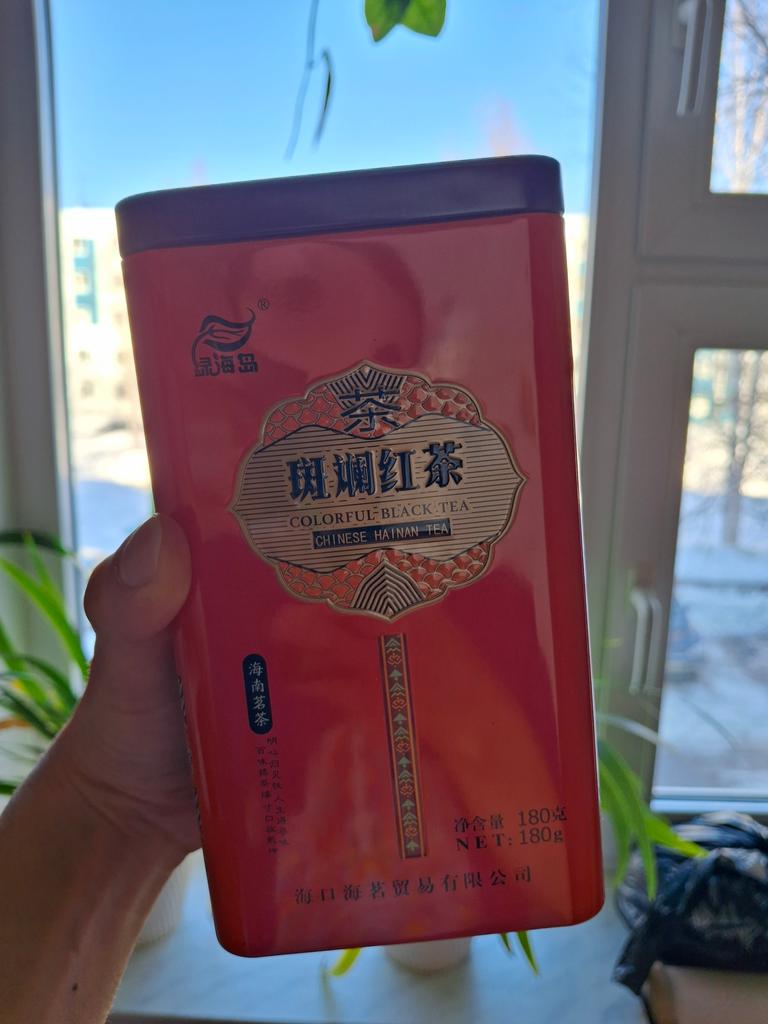 ®
绿海岛
茶
斑斓红茶
COLORFUL BLACK TEA
CHINESE HAINAN TEA
海南茗茶
净含量 180克
NET: 180g
海口海茗贸易有限公司